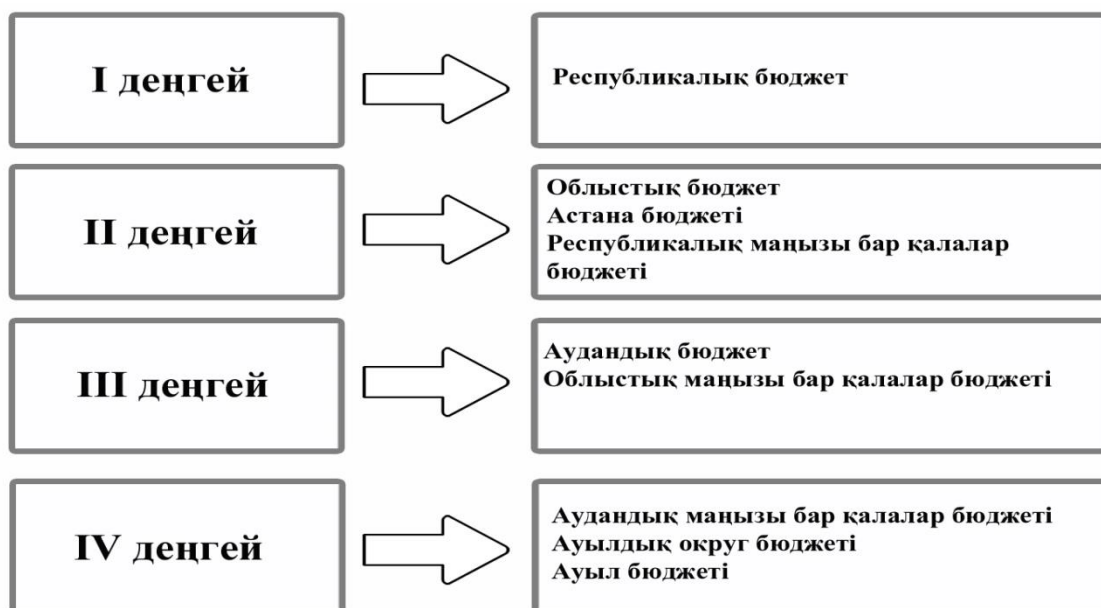 I деңгей
Республикалық бюджет
II деңгей
Облыстық бюджет
Астана бюджеті
Республикалық маңызы бар қалалар
бюджеті
III деңгей
Аудандық бюджет
Облыстық маңызы бар қалалар бюджеті
IV деңгей
Аудандық маңызы бар қалалар бюджеті
Ауылдық округ бюджеті
Ауыл бюджеті